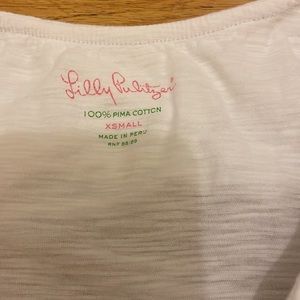 Lilly Pulitzer®
100% PIMA COTTON
XSMALL
MADE IN PERU